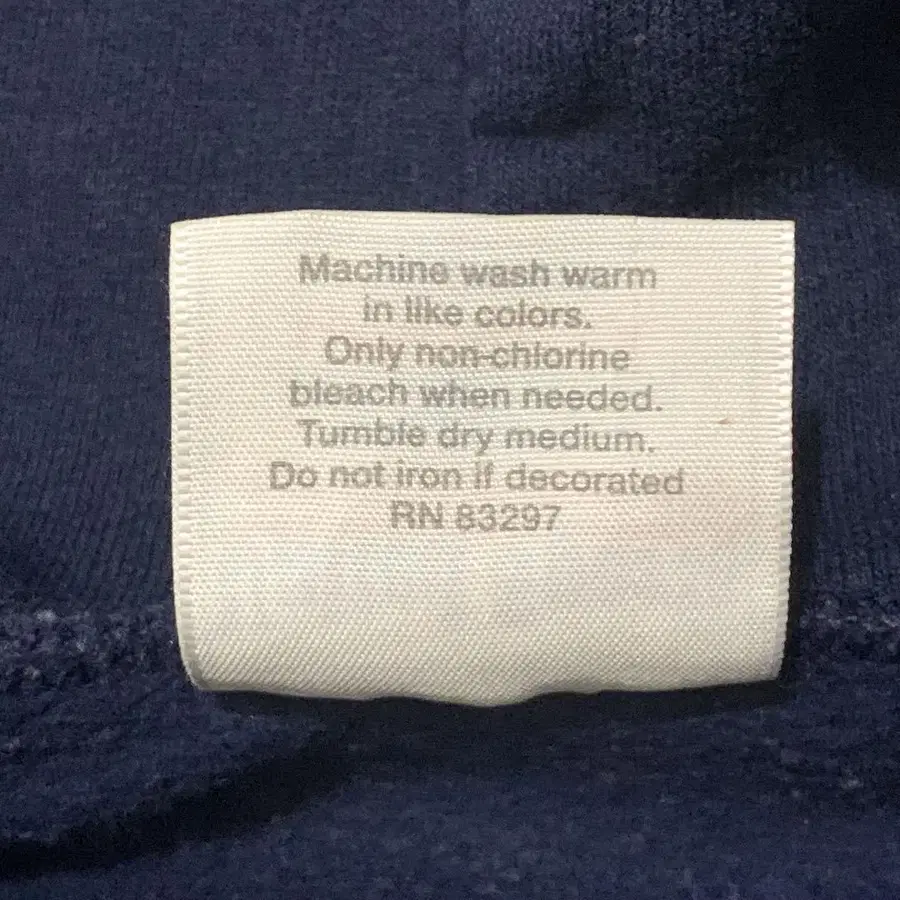 Machine wash warm
in like colors.
Only non-chlorine
bleach when needed.
Tumble dry medium.
Do not iron if decorated
RN 83297